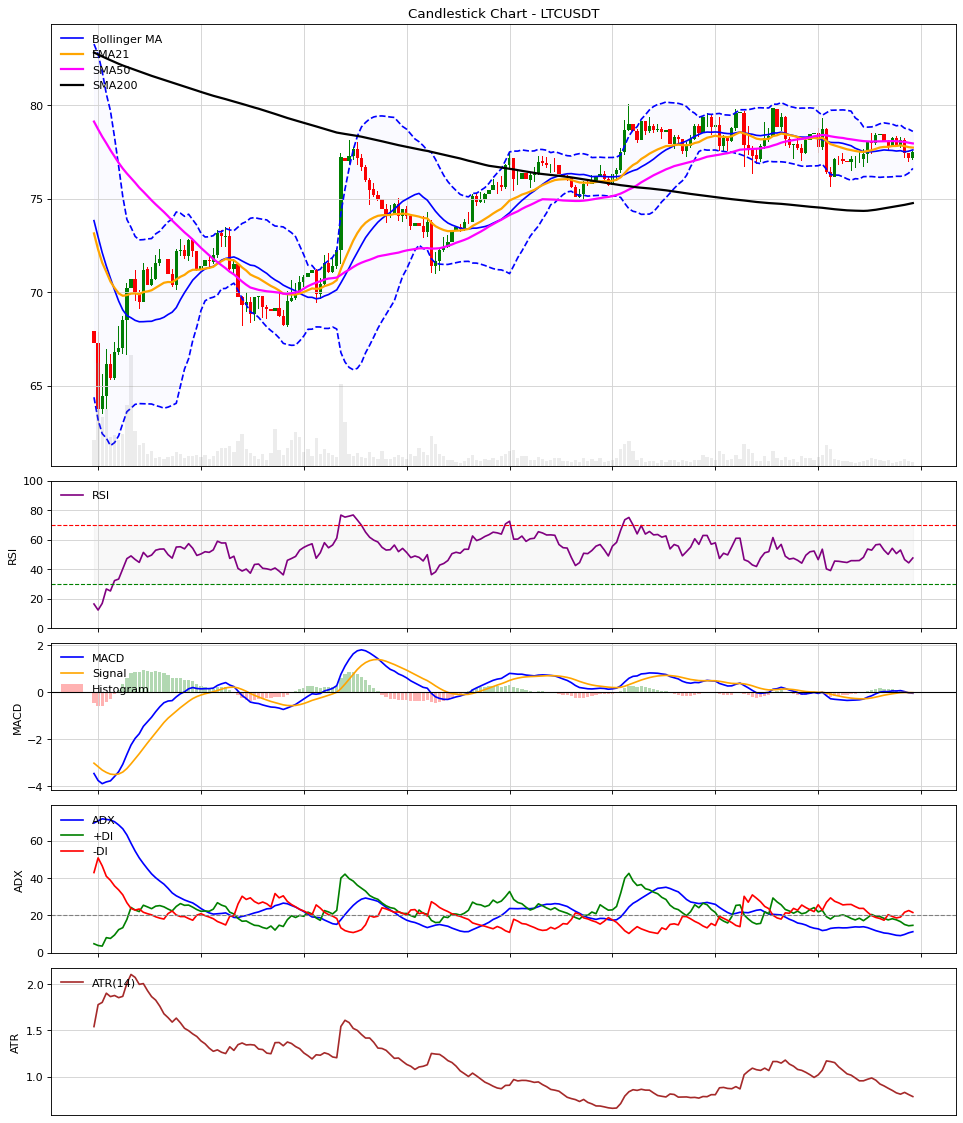 Candlestick Chart - LTCUSDT
Bollinger MA
EMA21
SMA50
SMA200
80
75
70
65
RSI
100
80
60
40
20
0
RSI
MACD
Signal
Histogram
2
0
−2
−4
MACD
ADX
+DI
-DI
60
40
20
0
ADX
ATR(14)
2.0
1.5
1.0
ATR